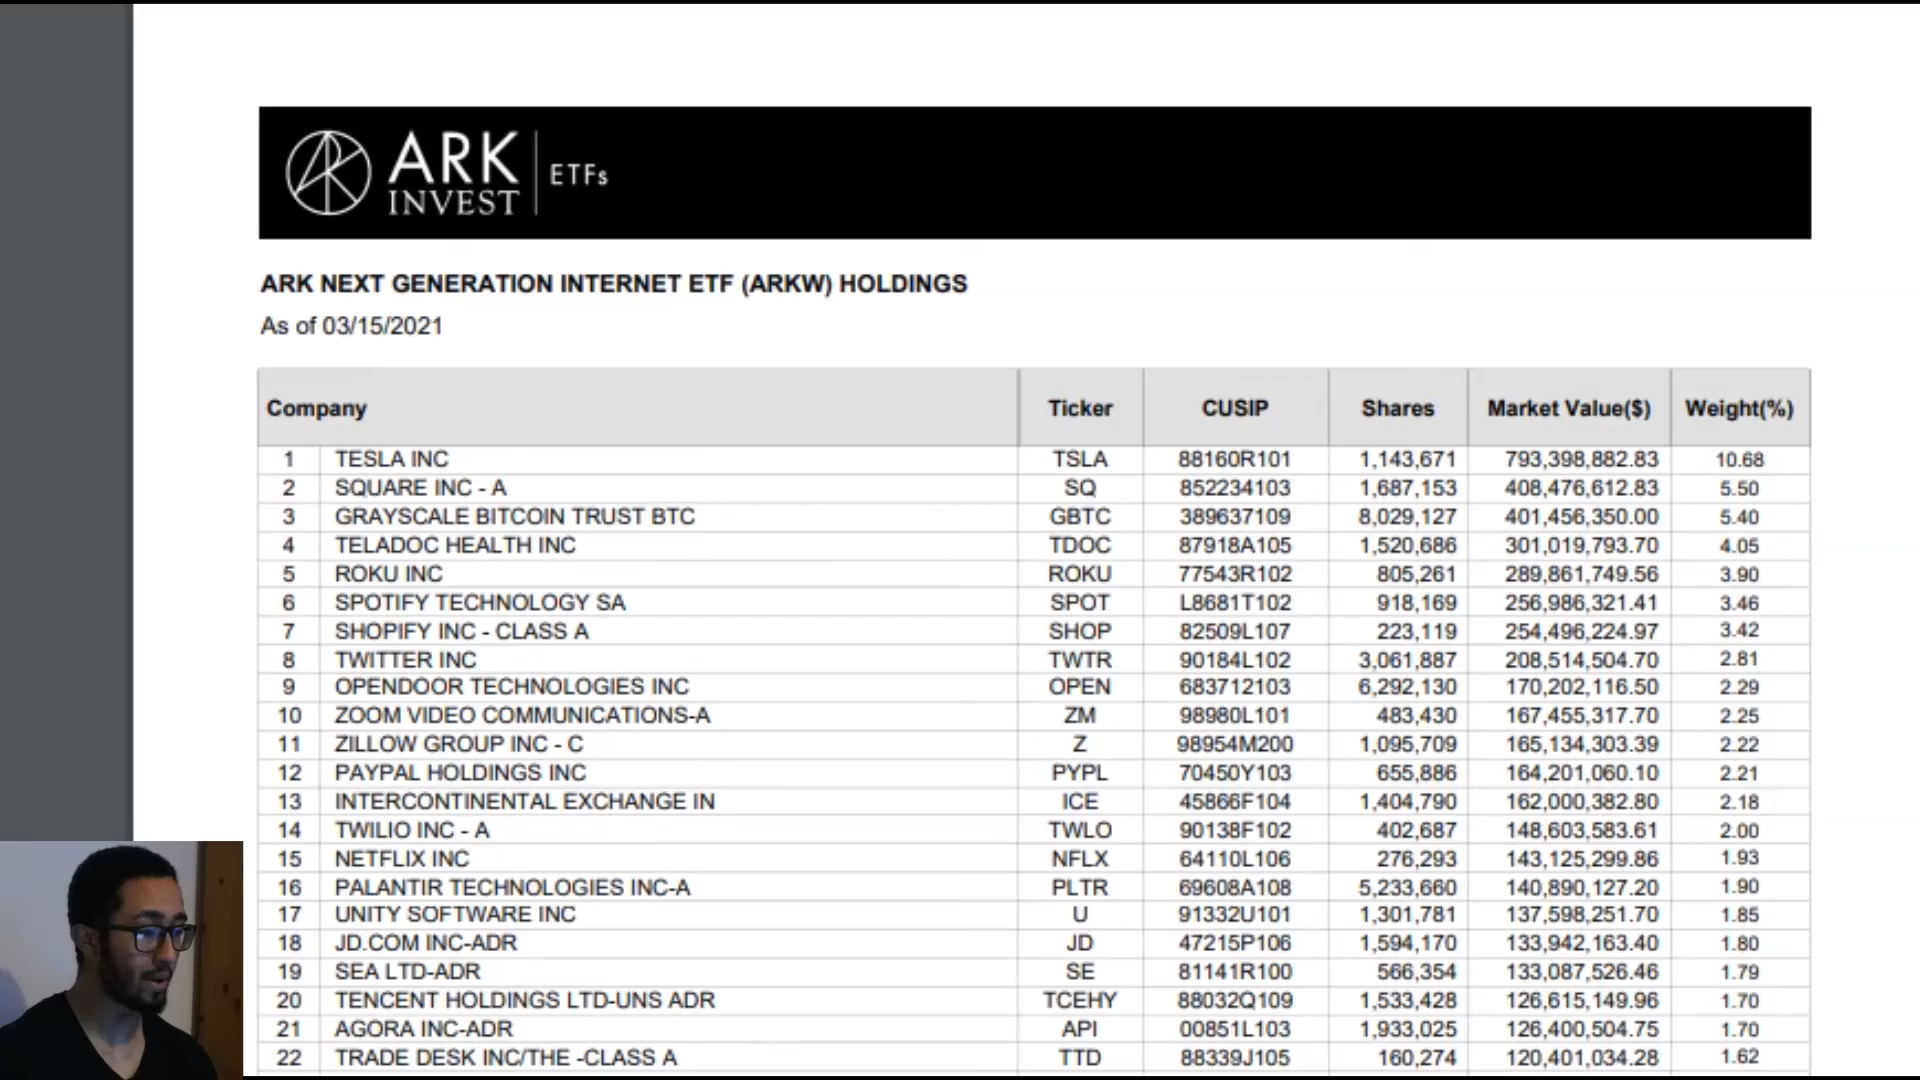 ARK
INVEST
ETFs
ARK NEXT GENERATION INTERNET ETF (ARKW) HOLDINGS
As of 03/15/2021
Company Ticker CUSIP Shares Market Value($) Weight(%)
1 TESLA INC TSLA 88160R101 1,143,671 793,398,882.83 10.68
2 SQUARE INC - A SQ 852234103 1,687,153 408,476,612.83 5.50
3 GRAYSCALE BITCOIN TRUST BTC GBTC 389637109 8,029,127 401,456,350.00 5.40
4 TELADOC HEALTH INC TDOC 87918A105 1,520,686 301,019,793.70 4.05
5 ROKU INC ROKU 77543R102 805,261 289,861,749.56 3.90
6 SPOTIFY TECHNOLOGY SA SPOT L8681T102 918,169 256,986,321.41 3.46
7 SHOPIFY INC - CLASS A SHOP 82509L107 223,119 254,496,224.97 3.42
8 TWITTER INC TWTR 90184L102 3,061,887 208,514,504.70 2.81
9 OPENDOOR TECHNOLOGIES INC OPEN 683712103 6,292,130 170,202,116.50 2.29
10 ZOOM VIDEO COMMUNICATIONS-A ZM 98980L101 483,430 167,455,317.70 2.25
11 ZILLOW GROUP INC - C Z 98954M200 1,095,709 165,134,303.39 2.22
12 PAYPAL HOLDINGS INC PYPL 70450Y103 655,886 164,201,060.10 2.21
13 INTERCONTINENTAL EXCHANGE IN ICE 45866F104 1,404,790 162,000,382.80 2.18
14 TWILIO INC - A TWLO 90138F102 402,687 148,603,583.61 2.00
15 NETFLIX INC NFLX 64110L106 276,293 143,125,299.86 1.93
16 PALANTIR TECHNOLOGIES INC-A PLTR 69608A108 5,233,660 140,890,127.20 1.90
17 UNITY SOFTWARE INC U 91332U101 1,301,781 137,598,251.70 1.85
18 JD.COM INC-ADR JD 47215P106 1,594,170 133,942,163.40 1.80
19 SEA LTD-ADR SE 81141R100 566,354 133,087,526.46 1.79
20 TENCENT HOLDINGS LTD-UNS ADR TCEHY 88032Q109 1,533,428 126,615,149.96 1.70
21 AGORA INC-ADR API 00851L103 1,933,025 126,400,504.75 1.70
22 TRADE DESK INC/THE -CLASS A TTD 88339J105 160,274 120,401,034.28 1.62